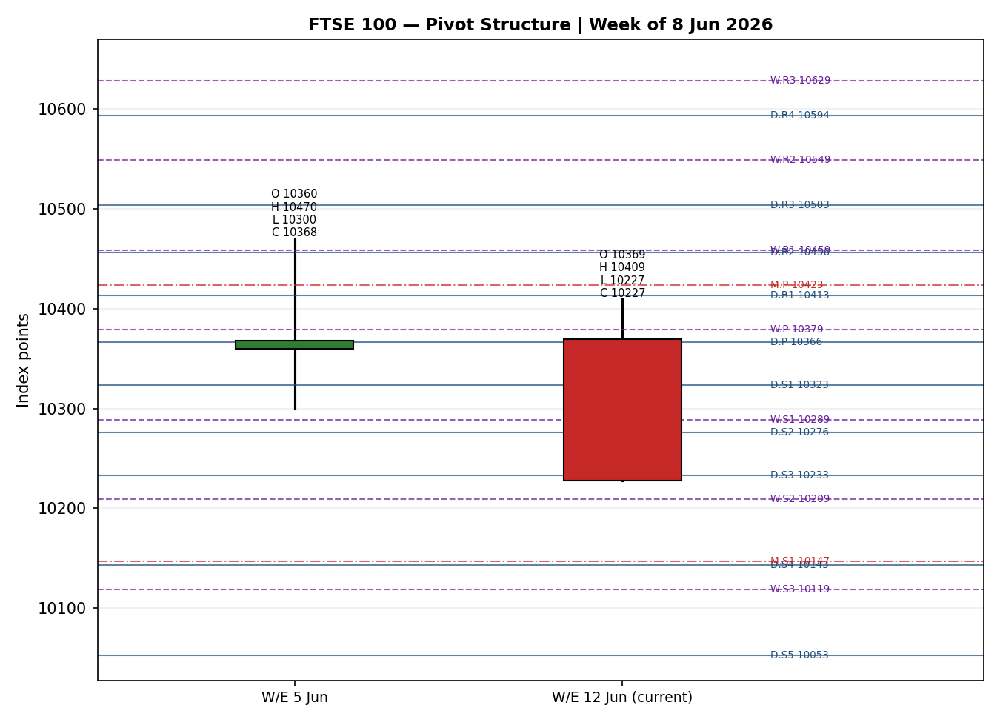 FTSE 100 — Pivot Structure | Week of 8 Jun 2026
Index points
10600
10500
10400
10300
10200
10100
W.R3 10629
D.R4 10594
W.R2 10549
D.R3 10503
W.R1 10459
D.R2 10456
M.P 10423
D.R1 10413
W.P 10379
D.P 10366
D.S1 10323
W.S1 10289
D.S2 10276
D.S3 10233
W.S2 10209
M.S1 10147
D.S4 10143
W.S3 10119
D.S5 10053
O 10360
H 10470
L 10300
C 10368
O 10369
H 10409
L 10227
C 10227
W/E 5 Jun
W/E 12 Jun (current)